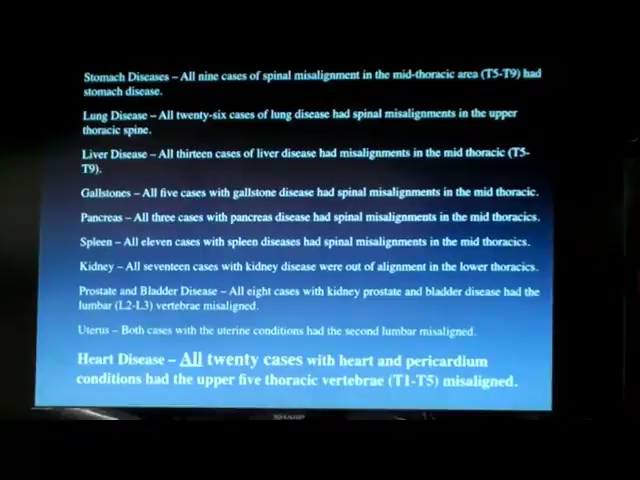 Stomach Diseases – All nine cases of spinal misalignment in the mid-thoracic area (T5-T9) had
stomach disease.
Lung Disease – All twenty-six cases of lung disease had spinal misalignments in the upper
thoracic spine.
Liver Disease – All thirteen cases of liver disease had misalignments in the mid thoracic (T5-
T9).
Gallstones – All five cases with gallstone disease had spinal misalignments in the mid thoracic.
Pancreas – All three cases with pancreas disease had spinal misalignments in the mid thoracics.
Spleen – All eleven cases with spleen diseases had spinal misalignments in the mid thoracics.
Kidney – All seventeen cases with kidney disease were out of alignment in the lower thoracics.
Prostate and Bladder Disease – All eight cases with kidney prostate and bladder disease had the
lumbar (L2-L3) vertebrae misaligned.
Uterus – Both cases with the uterine conditions had the second lumbar misaligned.
Heart Disease – All twenty cases with heart and pericardium
conditions had the upper five thoracic vertebrae (T1-T5) misaligned.
SHARP